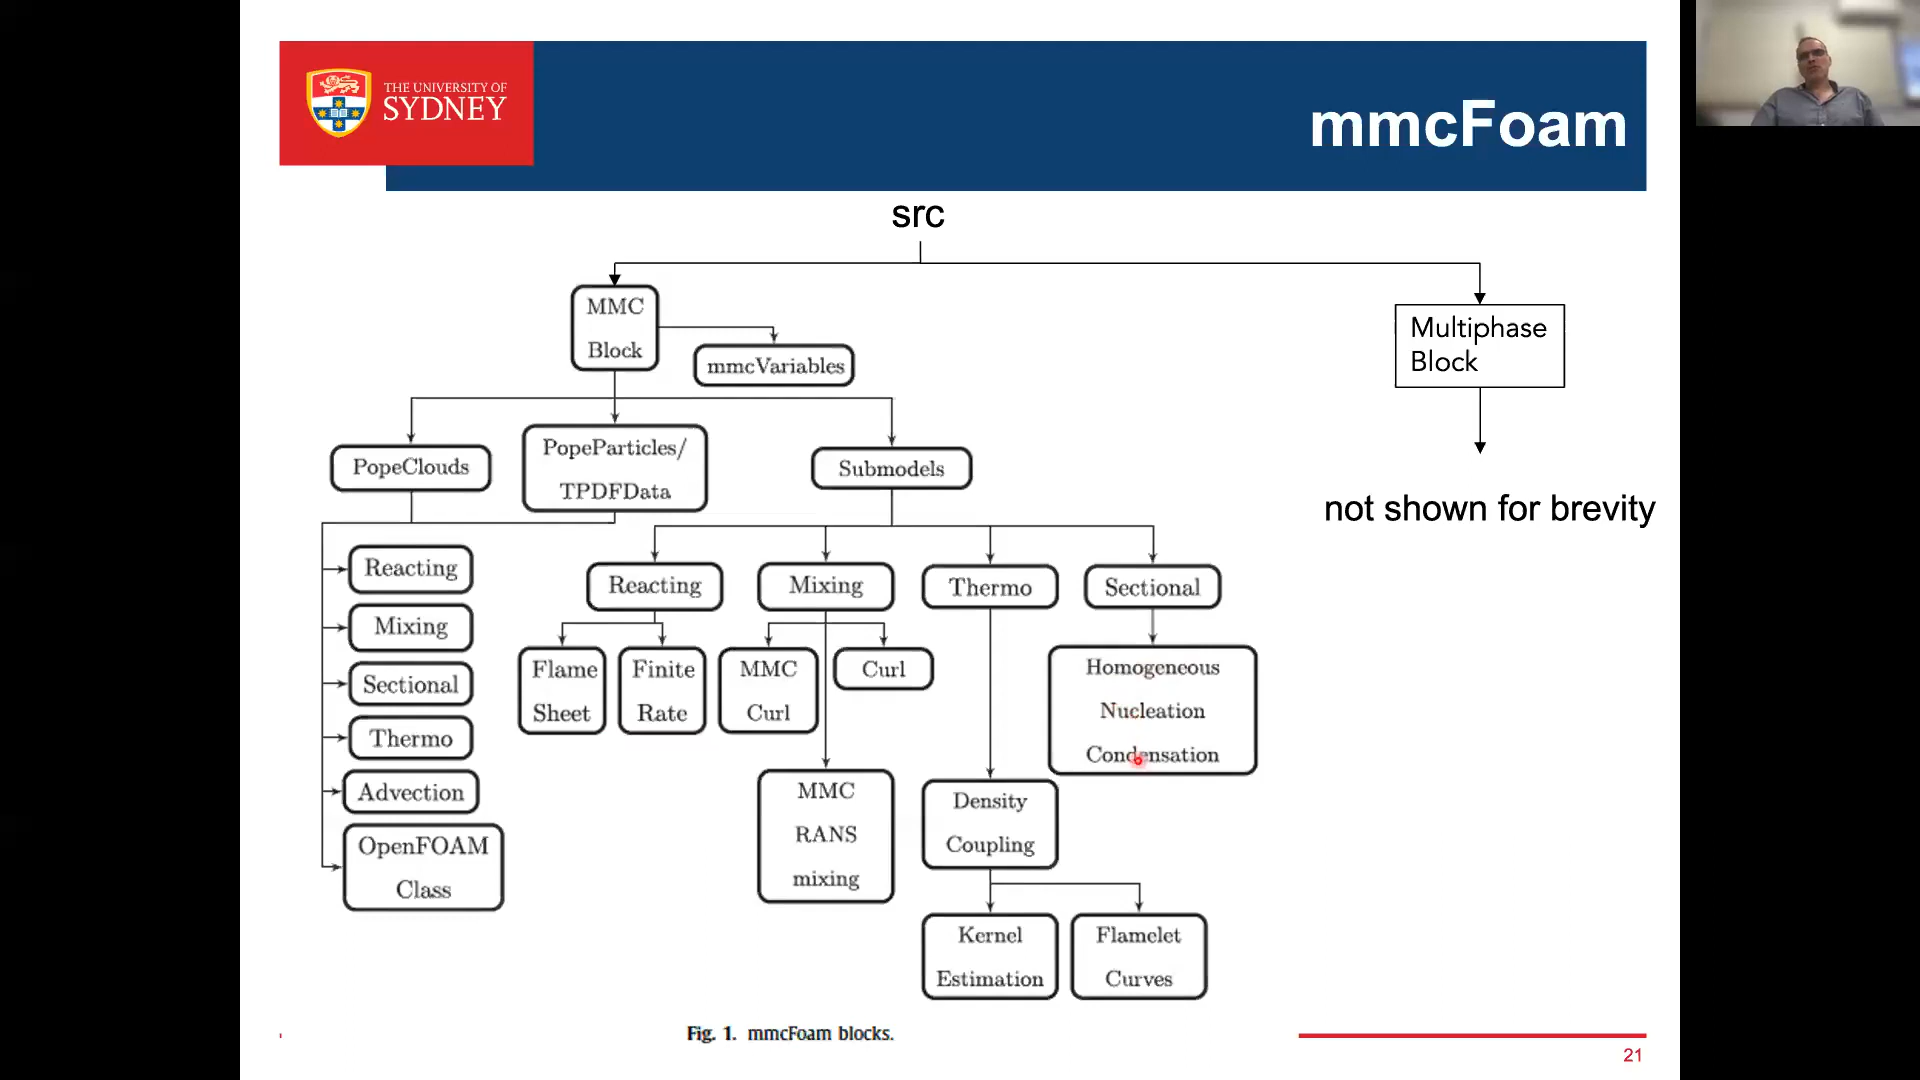 THE UNIVERSITY OF
SYDNEY
mmcFoam
src
MMC
Block
mmcVariables
Multiphase
Block
PopeClouds
PopeParticles/
TPDFData
Submodels
not shown for brevity
Reacting
Mixing
Sectional
Thermo
Advection
OpenFOAM
Class
Reacting
Mixing
Thermo
Sectional
Flame
Sheet
Finite
Rate
MMC
Curl
Curl
Homogeneous
Nucleation
Condensation
MMC
RANS
mixing
Density
Coupling
Kernel
Estimation
Flamelet
Curves
Fig. 1. mmcFoam blocks.
21